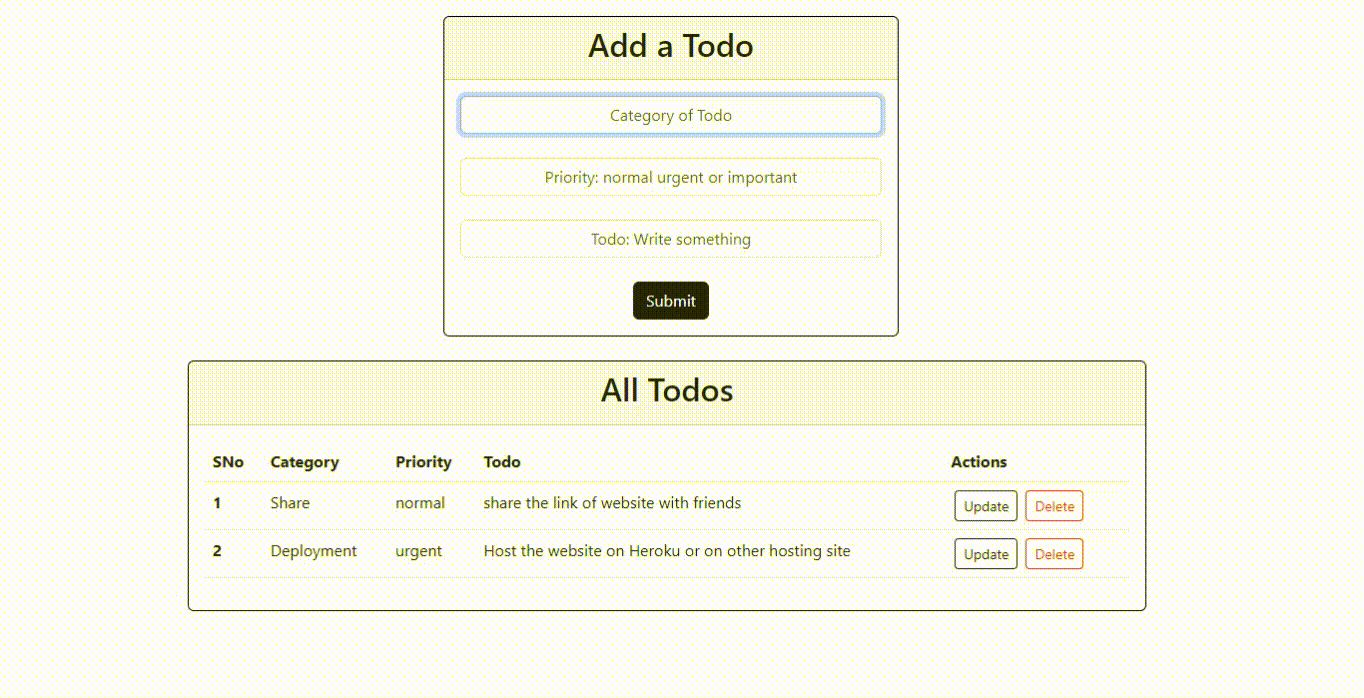 Add a Todo
Category of Todo
Priority: normal urgent or important
Todo: Write something
Submit
All Todos
SNo Category Priority Todo Actions
1 Share normal share the link of website with friends Update Delete
2 Deployment urgent Host the website on Heroku or on other hosting site Update Delete